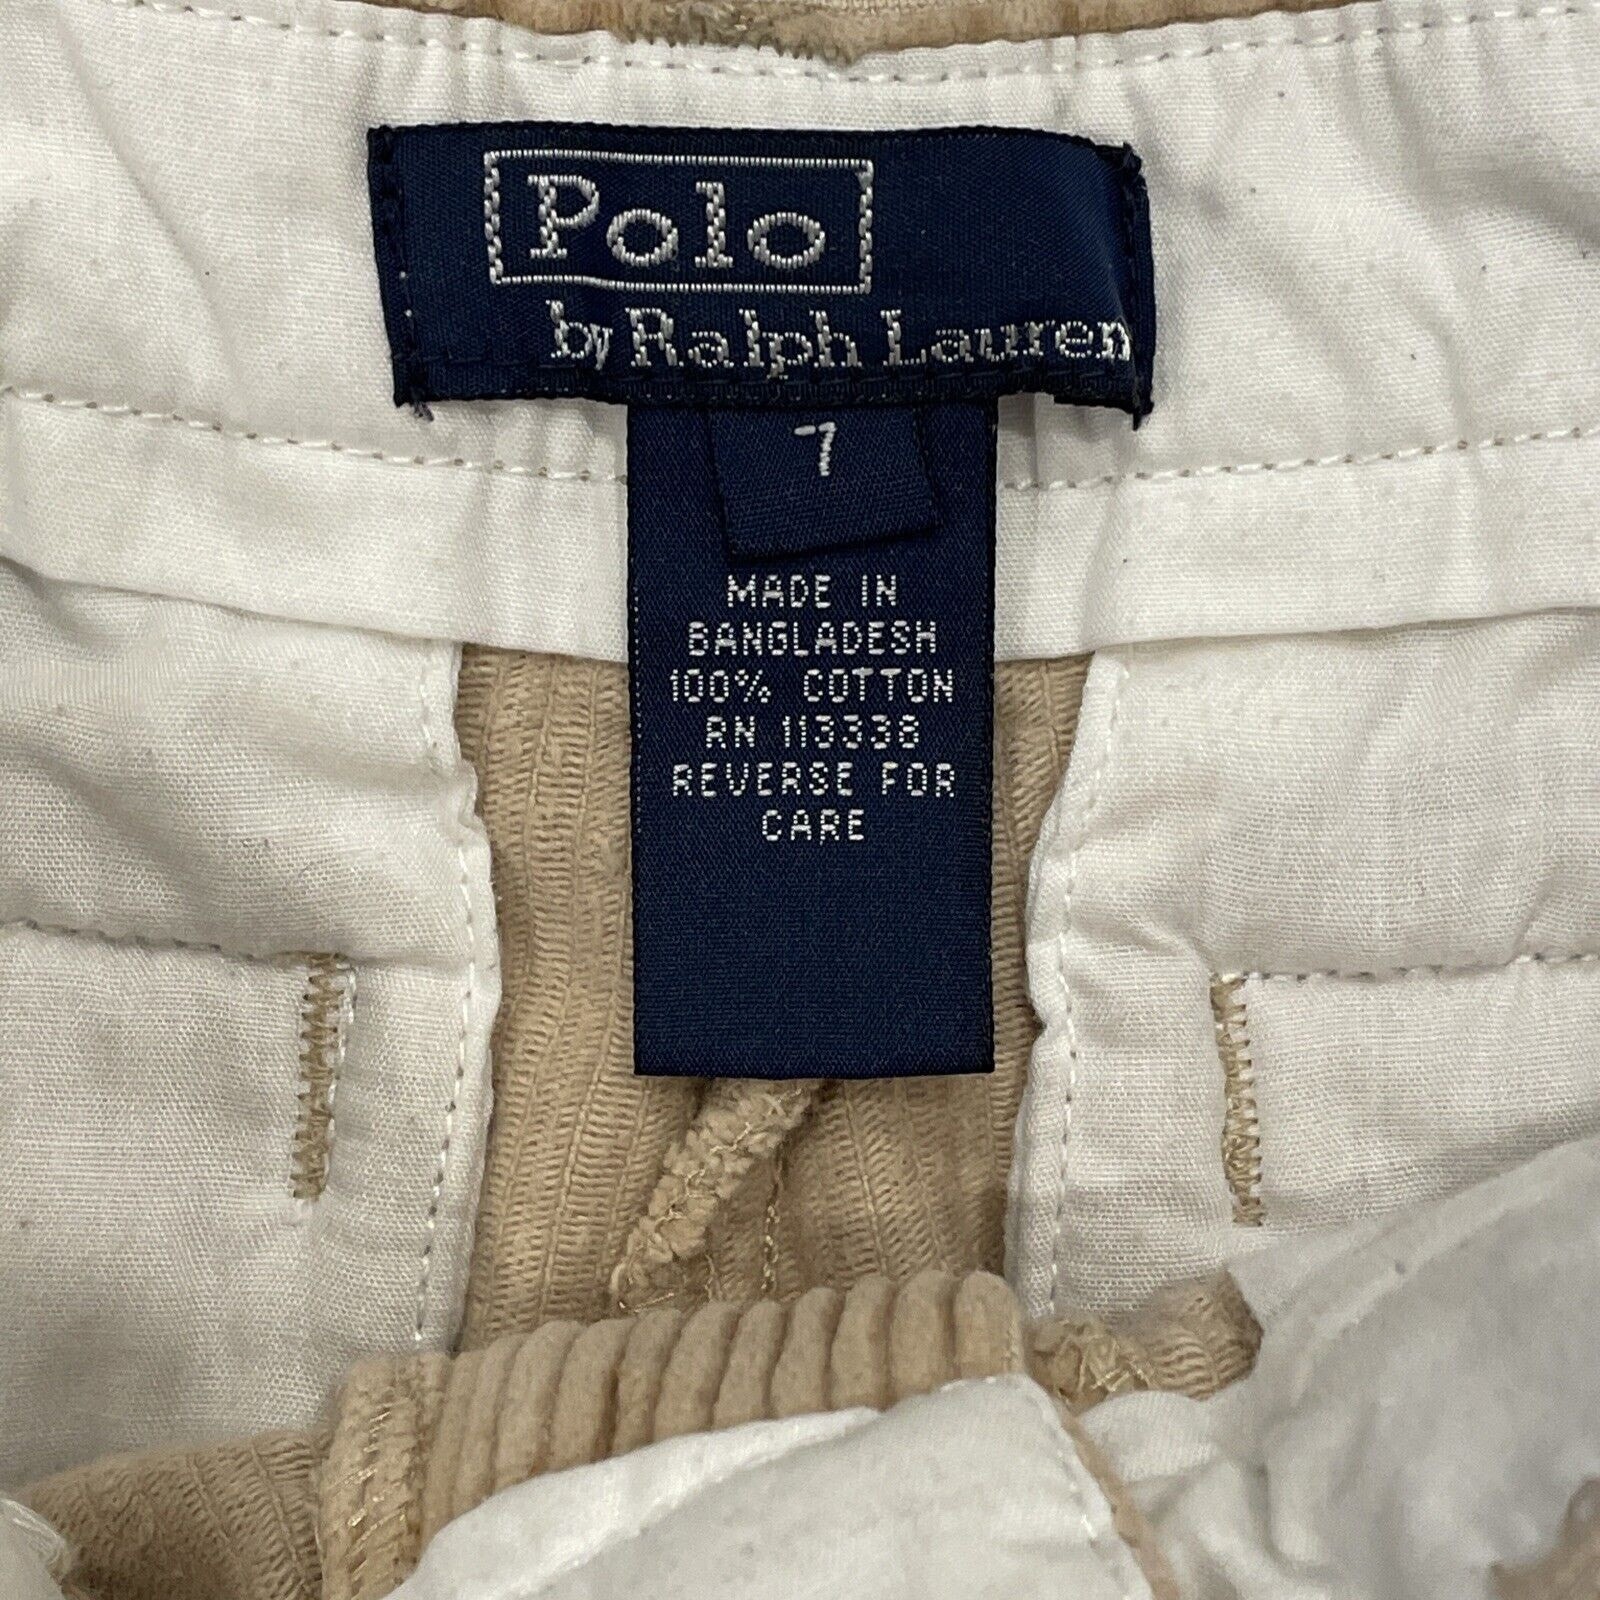 Polo
by Ralph Lauren
7
MADE IN
BANGLADESH
100% COTTON
RN 113338
REVERSE FOR
CARE